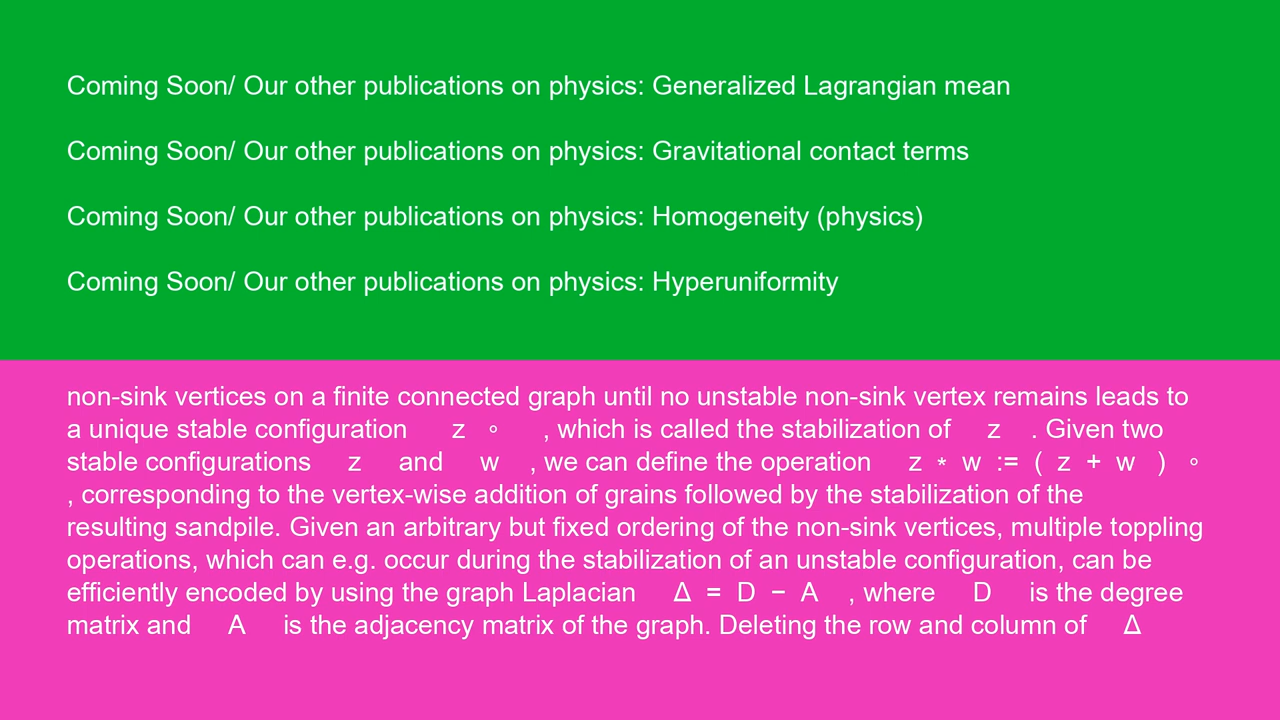 Coming Soon/ Our other publications on physics: Generalized Lagrangian mean
Coming Soon/ Our other publications on physics: Gravitational contact terms
Coming Soon/ Our other publications on physics: Homogeneity (physics)
Coming Soon/ Our other publications on physics: Hyperuniformity
non-sink vertices on a finite connected graph until no unstable non-sink vertex remains leads to
a unique stable configuration z ∘ , which is called the stabilization of z . Given two
stable configurations z and w , we can define the operation z ∗ w := ( z + w ) ∘
, corresponding to the vertex-wise addition of grains followed by the stabilization of the
resulting sandpile. Given an arbitrary but fixed ordering of the non-sink vertices, multiple toppling
operations, which can e.g. occur during the stabilization of an unstable configuration, can be
efficiently encoded by using the graph Laplacian Δ = D − A , where D is the degree
matrix and A is the adjacency matrix of the graph. Deleting the row and column of Δ